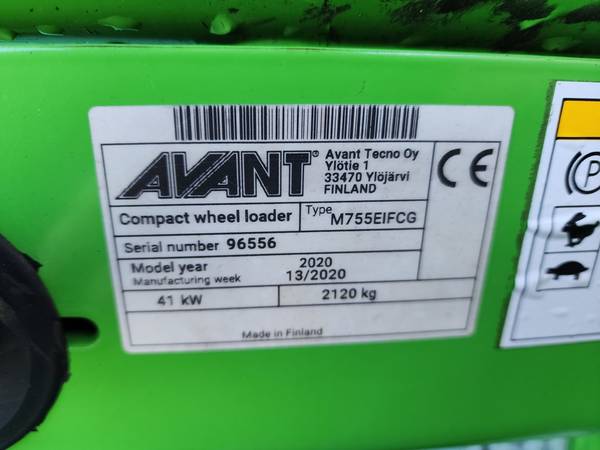 AVANT®
Avant Tecno Oy
Ylötie 1
33470 Ylöjärvi
FINLAND
CE
Compact wheel loader Type M755EIFCG
Serial number 96556
Model year 2020
Manufacturing week 13/2020
41 kW 2120 kg
Made in Finland
P